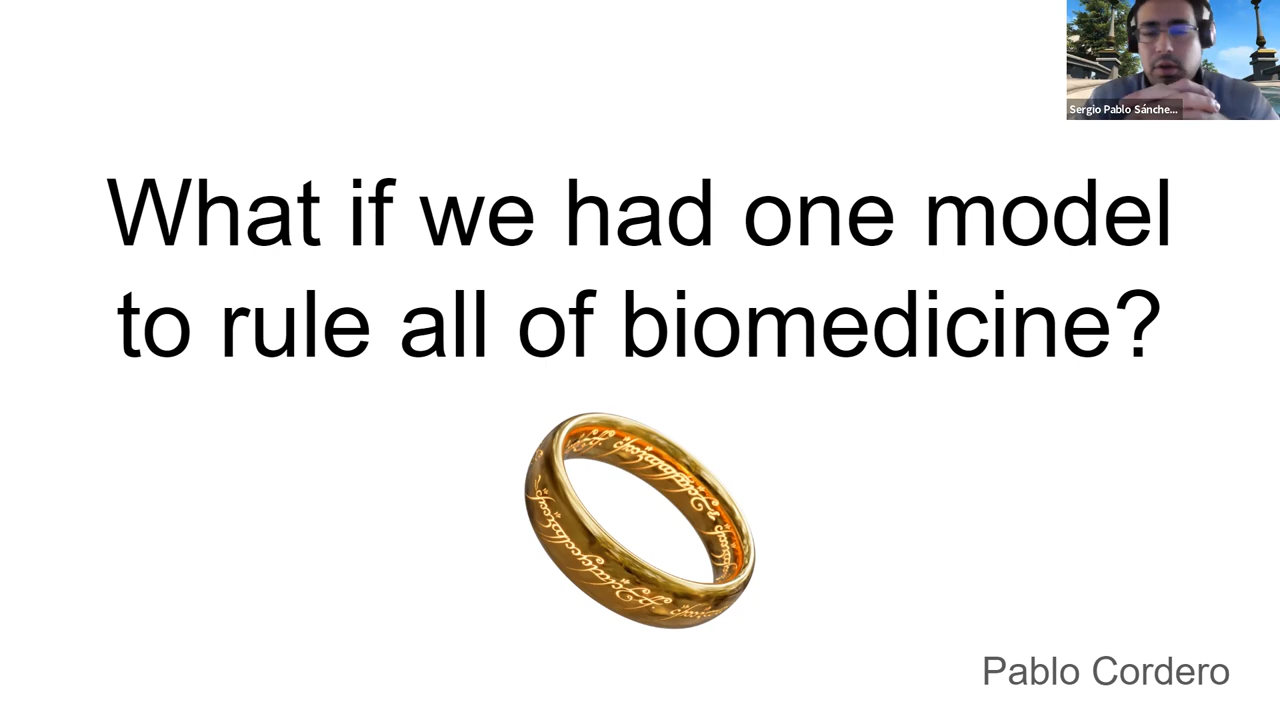 Sergio Pablo Sánche...
What if we had one model
to rule all of biomedicine?
Pablo Cordero